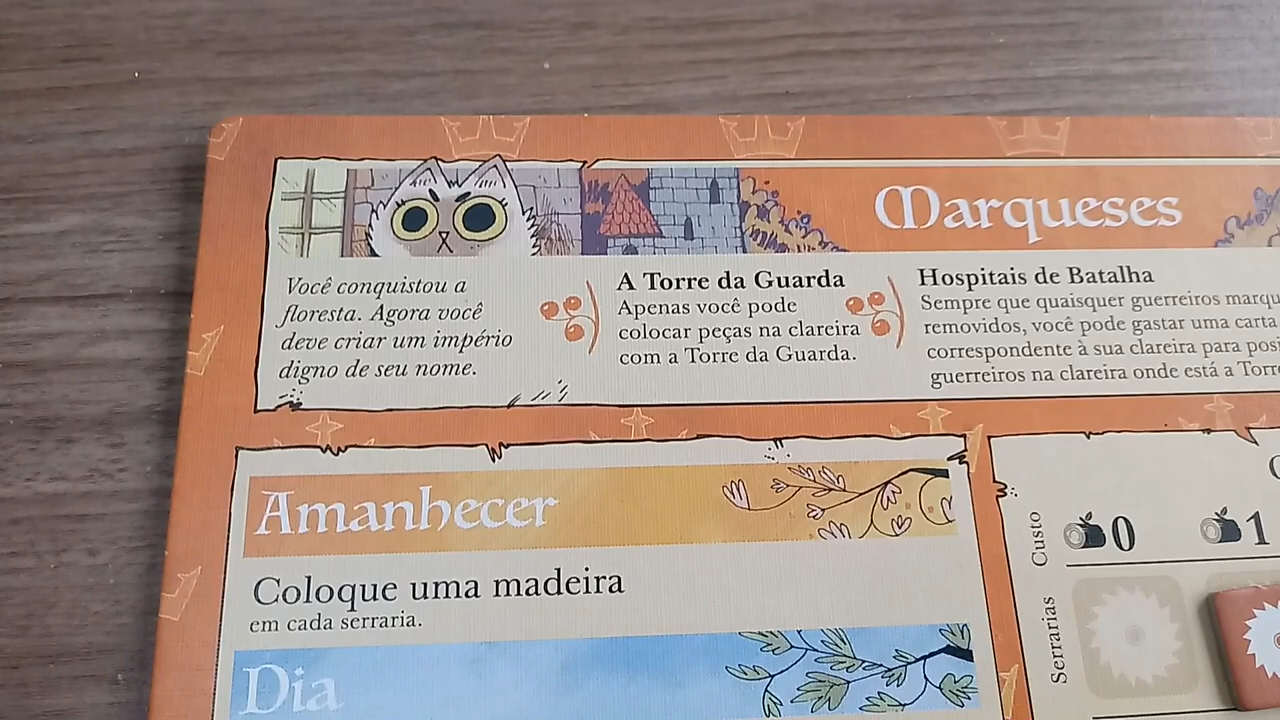 Marqueses
Você conquistou a
floresta. Agora você
deve criar um império
digno de seu nome.
A Torre da Guarda
Apenas você pode
colocar peças na clareira
com a Torre da Guarda.
Hospitais de Batalha
Sempre que quaisquer guerreiros
removidos, você pode gastar uma carta
correspondente à sua clareira para
guerreiros na clareira onde está a
Amanhecer
Coloque uma madeira
em cada serraria.
Dia
Custo
0 1
Serrarias